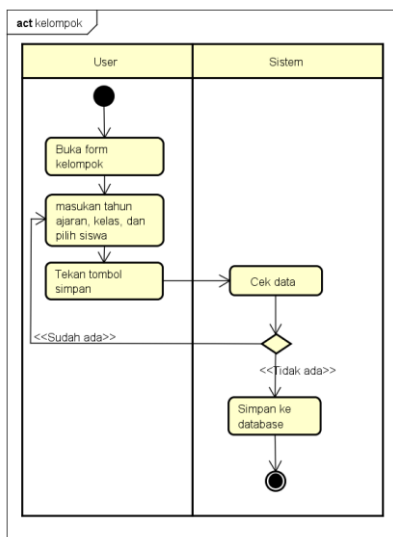 act kelompok
User
Sistem
Buka form
kelompok
masukan tahun
ajaran, kelas, dan
pilih siswa
Tekan tombol
simpan
Cek data
<<Sudah ada>>
<<Tidak ada>>
Simpan ke
database